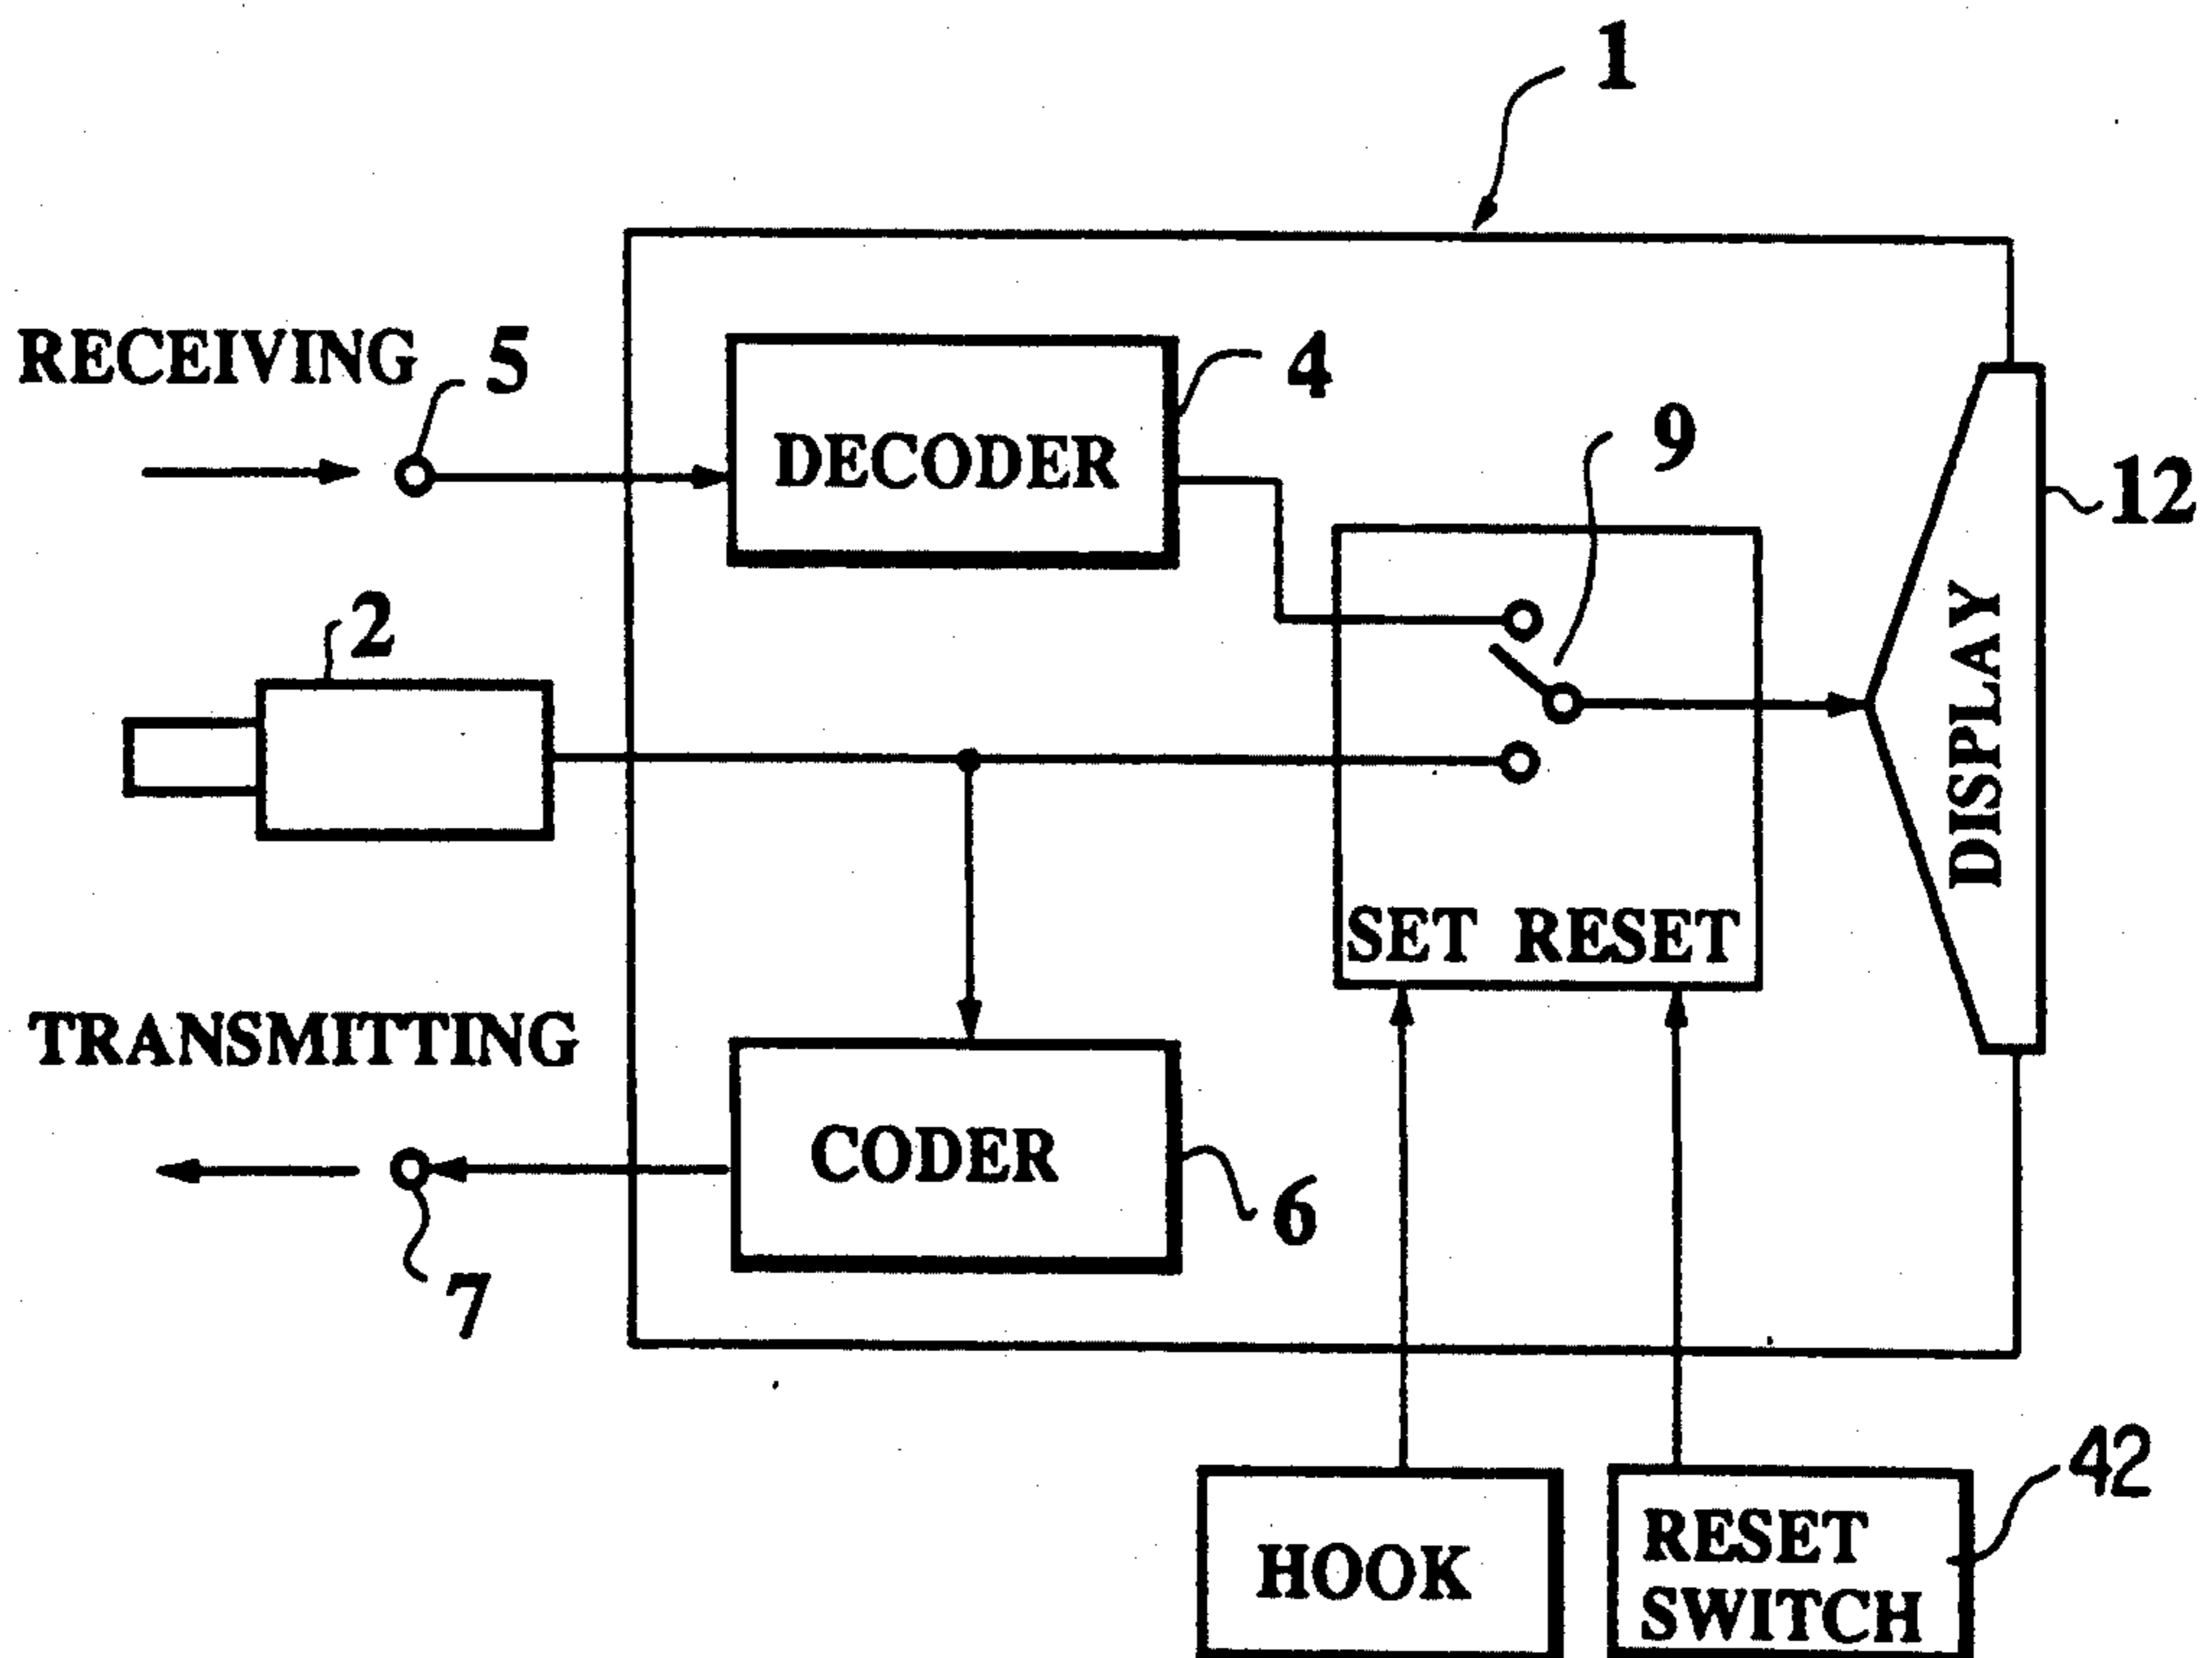 1
RECEIVING 5
4
DECODER
9
12
2
DISPLAY
SET RESET
TRANSMITTING
CODER
6
7
42
HOOK
RESET
SWITCH